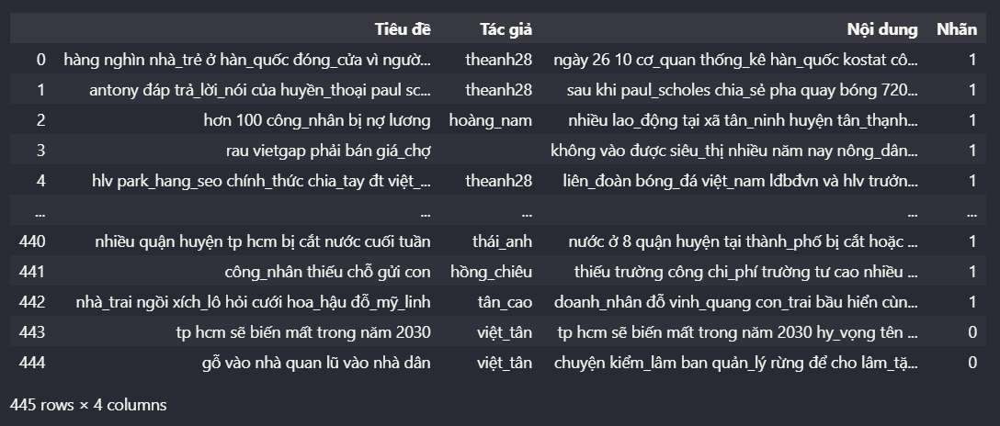 Tiêu đề Tác giả Nội dung Nhãn
0 hàng nghìn nhà_trẻ ở hàn_quốc đóng_cửa vì ngườ... theanh28 ngày 26 10 cơ_quan thống_kê hàn_quốc kostat cô... 1
1 antony đáp trả_lời_nói của huyền_thoại paul sc... theanh28 sau khi paul_scholes chia_sẻ pha quay bóng 720... 1
2 hơn 100 công_nhân bị nợ lương hoàng_nam nhiều lao_động tại xã tân_ninh huyện tân_thạnh... 1
3 rau vietgap phải bán giá_chợ không vào được siêu_thị nhiều năm nay nông_dân... 1
4 hlv park_hang_seo chính_thức chia_tay đt việt_... theanh28 liên_đoàn bóng_đá việt_nam lđbđvn và hlv trưởn... 1
... ... ... ... ...
440 nhiều quận huyện tp hcm bị cắt nước cuối tuần thái_anh nước ở 8 quận huyện tại thành_phố bị cắt hoặc ... 1
441 công_nhân thiếu chỗ gửi con hồng_chiêu thiếu trường công chi_phí trường tư cao nhiều ... 1
442 nhà_trai ngồi xích_lô hỏi cưới hoa_hậu đỗ_mỹ_linh tân_cao doanh_nhân đỗ vinh_quang con_trai bầu hiển cùn... 1
443 tp hcm sẽ biến mất trong năm 2030 việt_tân tp hcm sẽ biến mất trong năm 2030 hy_vọng tên ... 0
444 gỗ vào nhà quan lũ vào nhà dân việt_tân chuyện kiểm_lâm ban quản_lý rừng để cho lâm_tặ... 0
445 rows × 4 columns